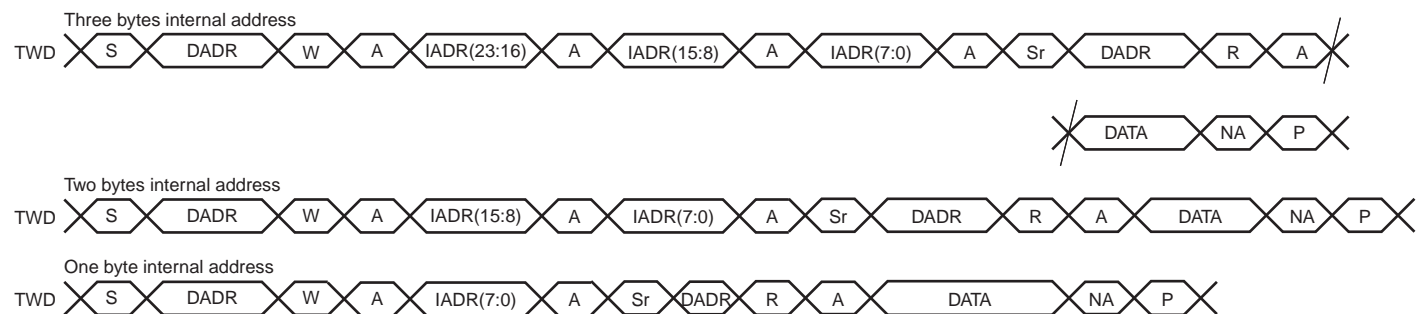 Three bytes internal address
TWD S DADR W A IADR(23:16) A IADR(15:8) A IADR(7:0) A Sr DADR R A
DATA NA P
Two bytes internal address
TWD S DADR W A IADR(15:8) A IADR(7:0) A Sr DADR R A DATA NA P
One byte internal address
TWD S DADR W A IADR(7:0) A Sr DADR R A DATA NA P